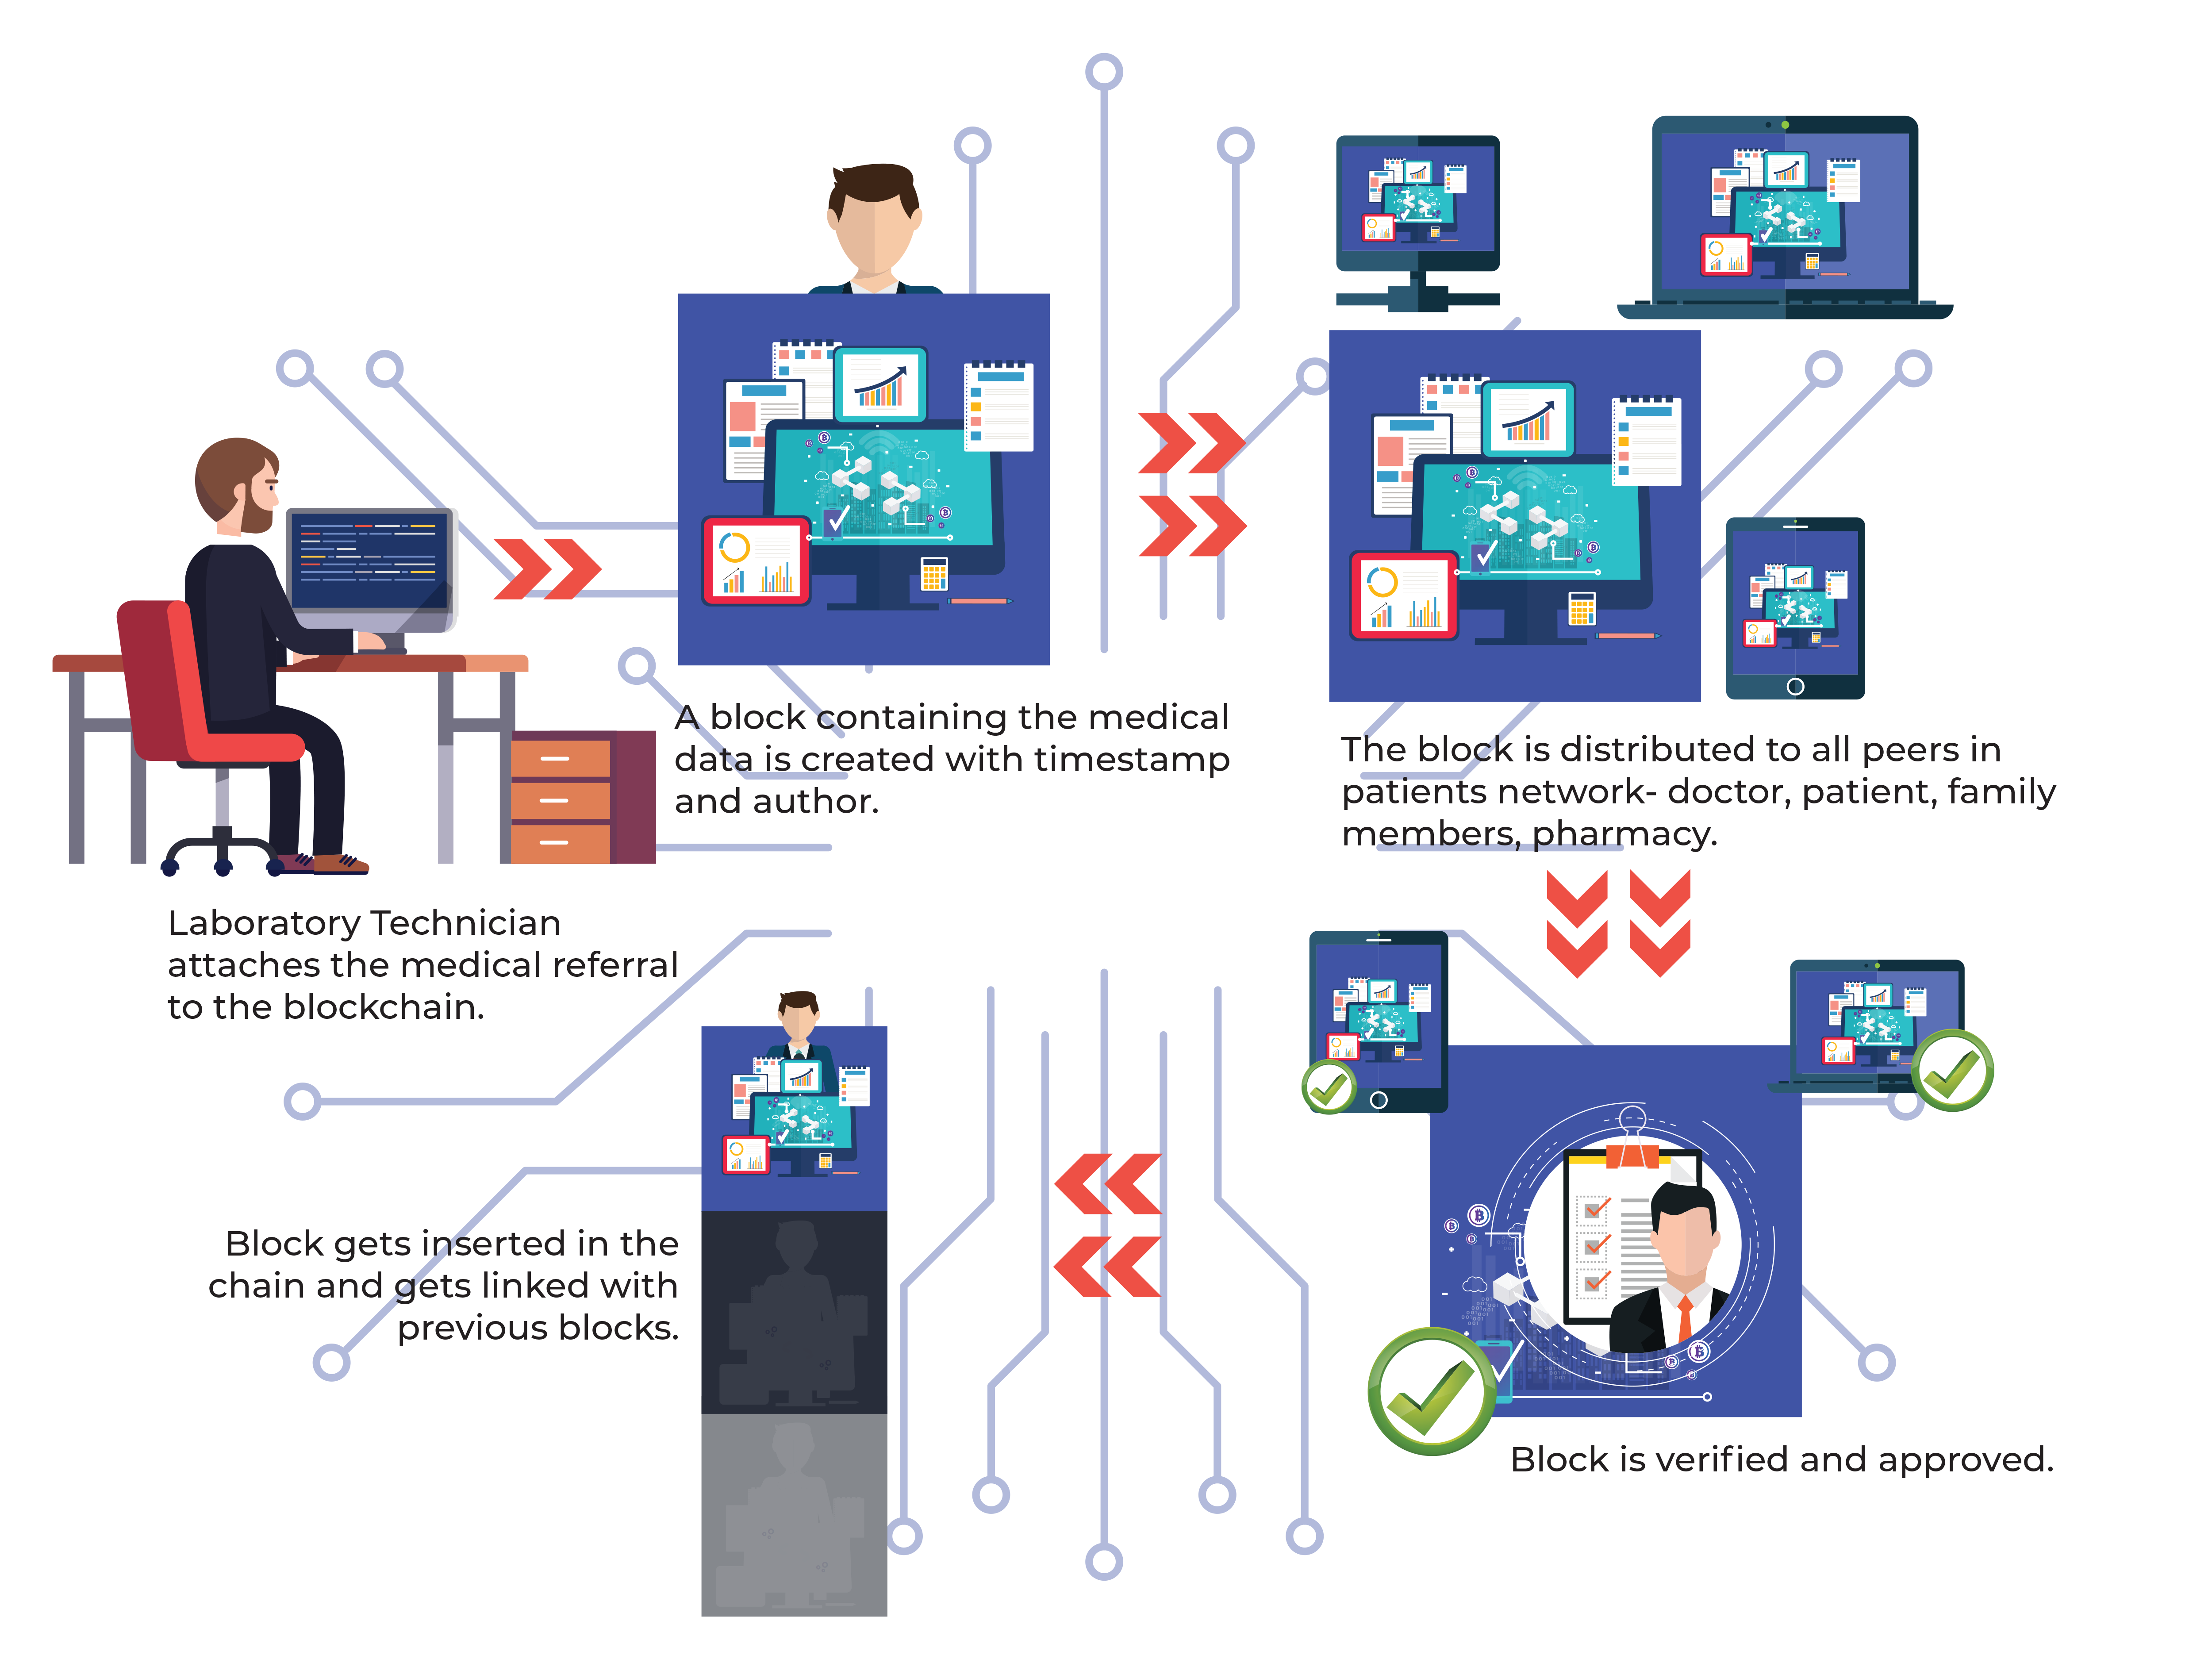 A block containing the medical
data is created with timestamp
and author.
The block is distributed to all peers in
patients network- doctor, patient, family
members, pharmacy.
Laboratory Technician
attaches the medical referral
to the blockchain.
Block gets inserted in the
chain and gets linked with
previous blocks.
Block is verified and approved.